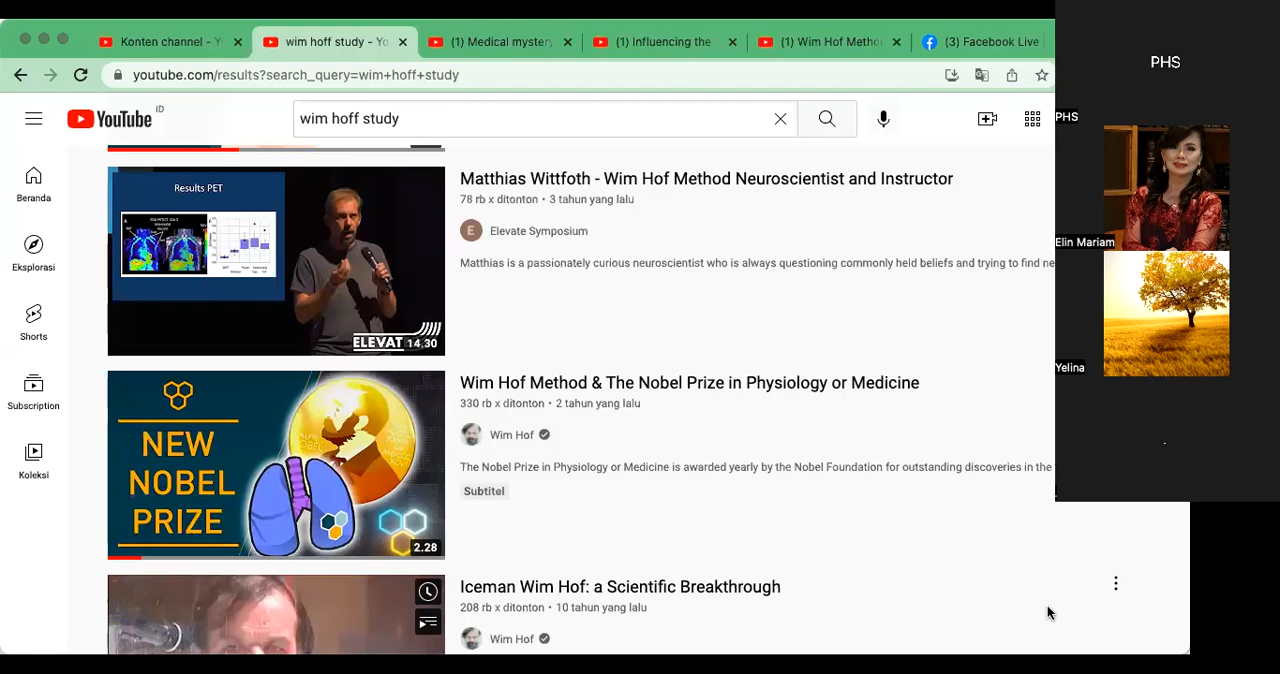 Konten channel - Y
wim hoff study - Yo
(1) Medical mystery
(1) Influencing the
(1) Wim Hof Metho
(3) Facebook Live
youtube.com/results?search_query=wim+hoff+study
YouTube ID
wim hoff study
Beranda
Eksplorasi
Shorts
Subscription
Koleksi
Results PET
ELEVAT
14.30
Matthias Wittfoth - Wim Hof Method Neuroscientist and Instructor
78 rb x ditonton • 3 tahun yang lalu
E
Elevate Symposium
Matthias is a passionately curious neuroscientist who is always questioning commonly held beliefs and trying to find ne
NEW
NOBEL
PRIZE
2.28
Wim Hof Method & The Nobel Prize in Physiology or Medicine
330 rb x ditonton • 2 tahun yang lalu
Wim Hof
The Nobel Prize in Physiology or Medicine is awarded yearly by the Nobel Foundation for outstanding discoveries in the
Subtitel
Iceman Wim Hof: a Scientific Breakthrough
208 rb x ditonton • 10 tahun yang lalu
Wim Hof
PHS
PHS
Elin Mariam
Yelina